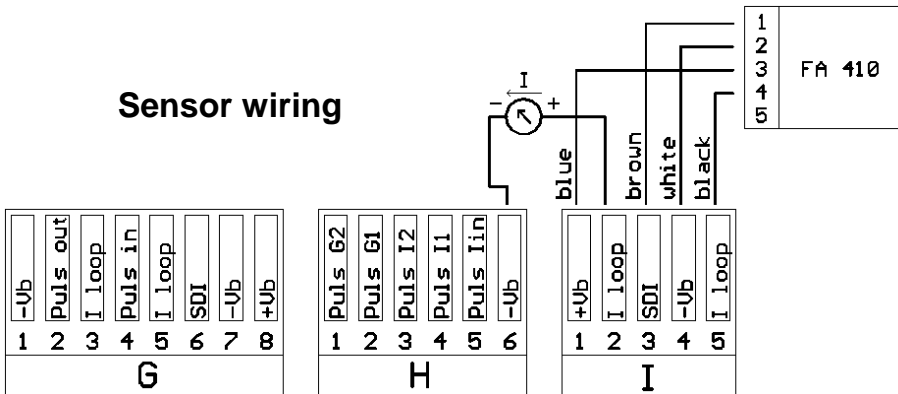 Sensor wiring
I
- +
blue
brown
white
black
1
2
3
4
5
FA 410
-Vb
Puls out
I loop
Puls in
I loop
SDI
-Vb
+Vb
1 2 3 4 5 6 7 8
G
Puls G2
Puls G1
Puls I2
Puls I1
Puls Iin
-Vb
1 2 3 4 5 6
H
+Vb
I loop
SDI
-Vb
I loop
1 2 3 4 5
I